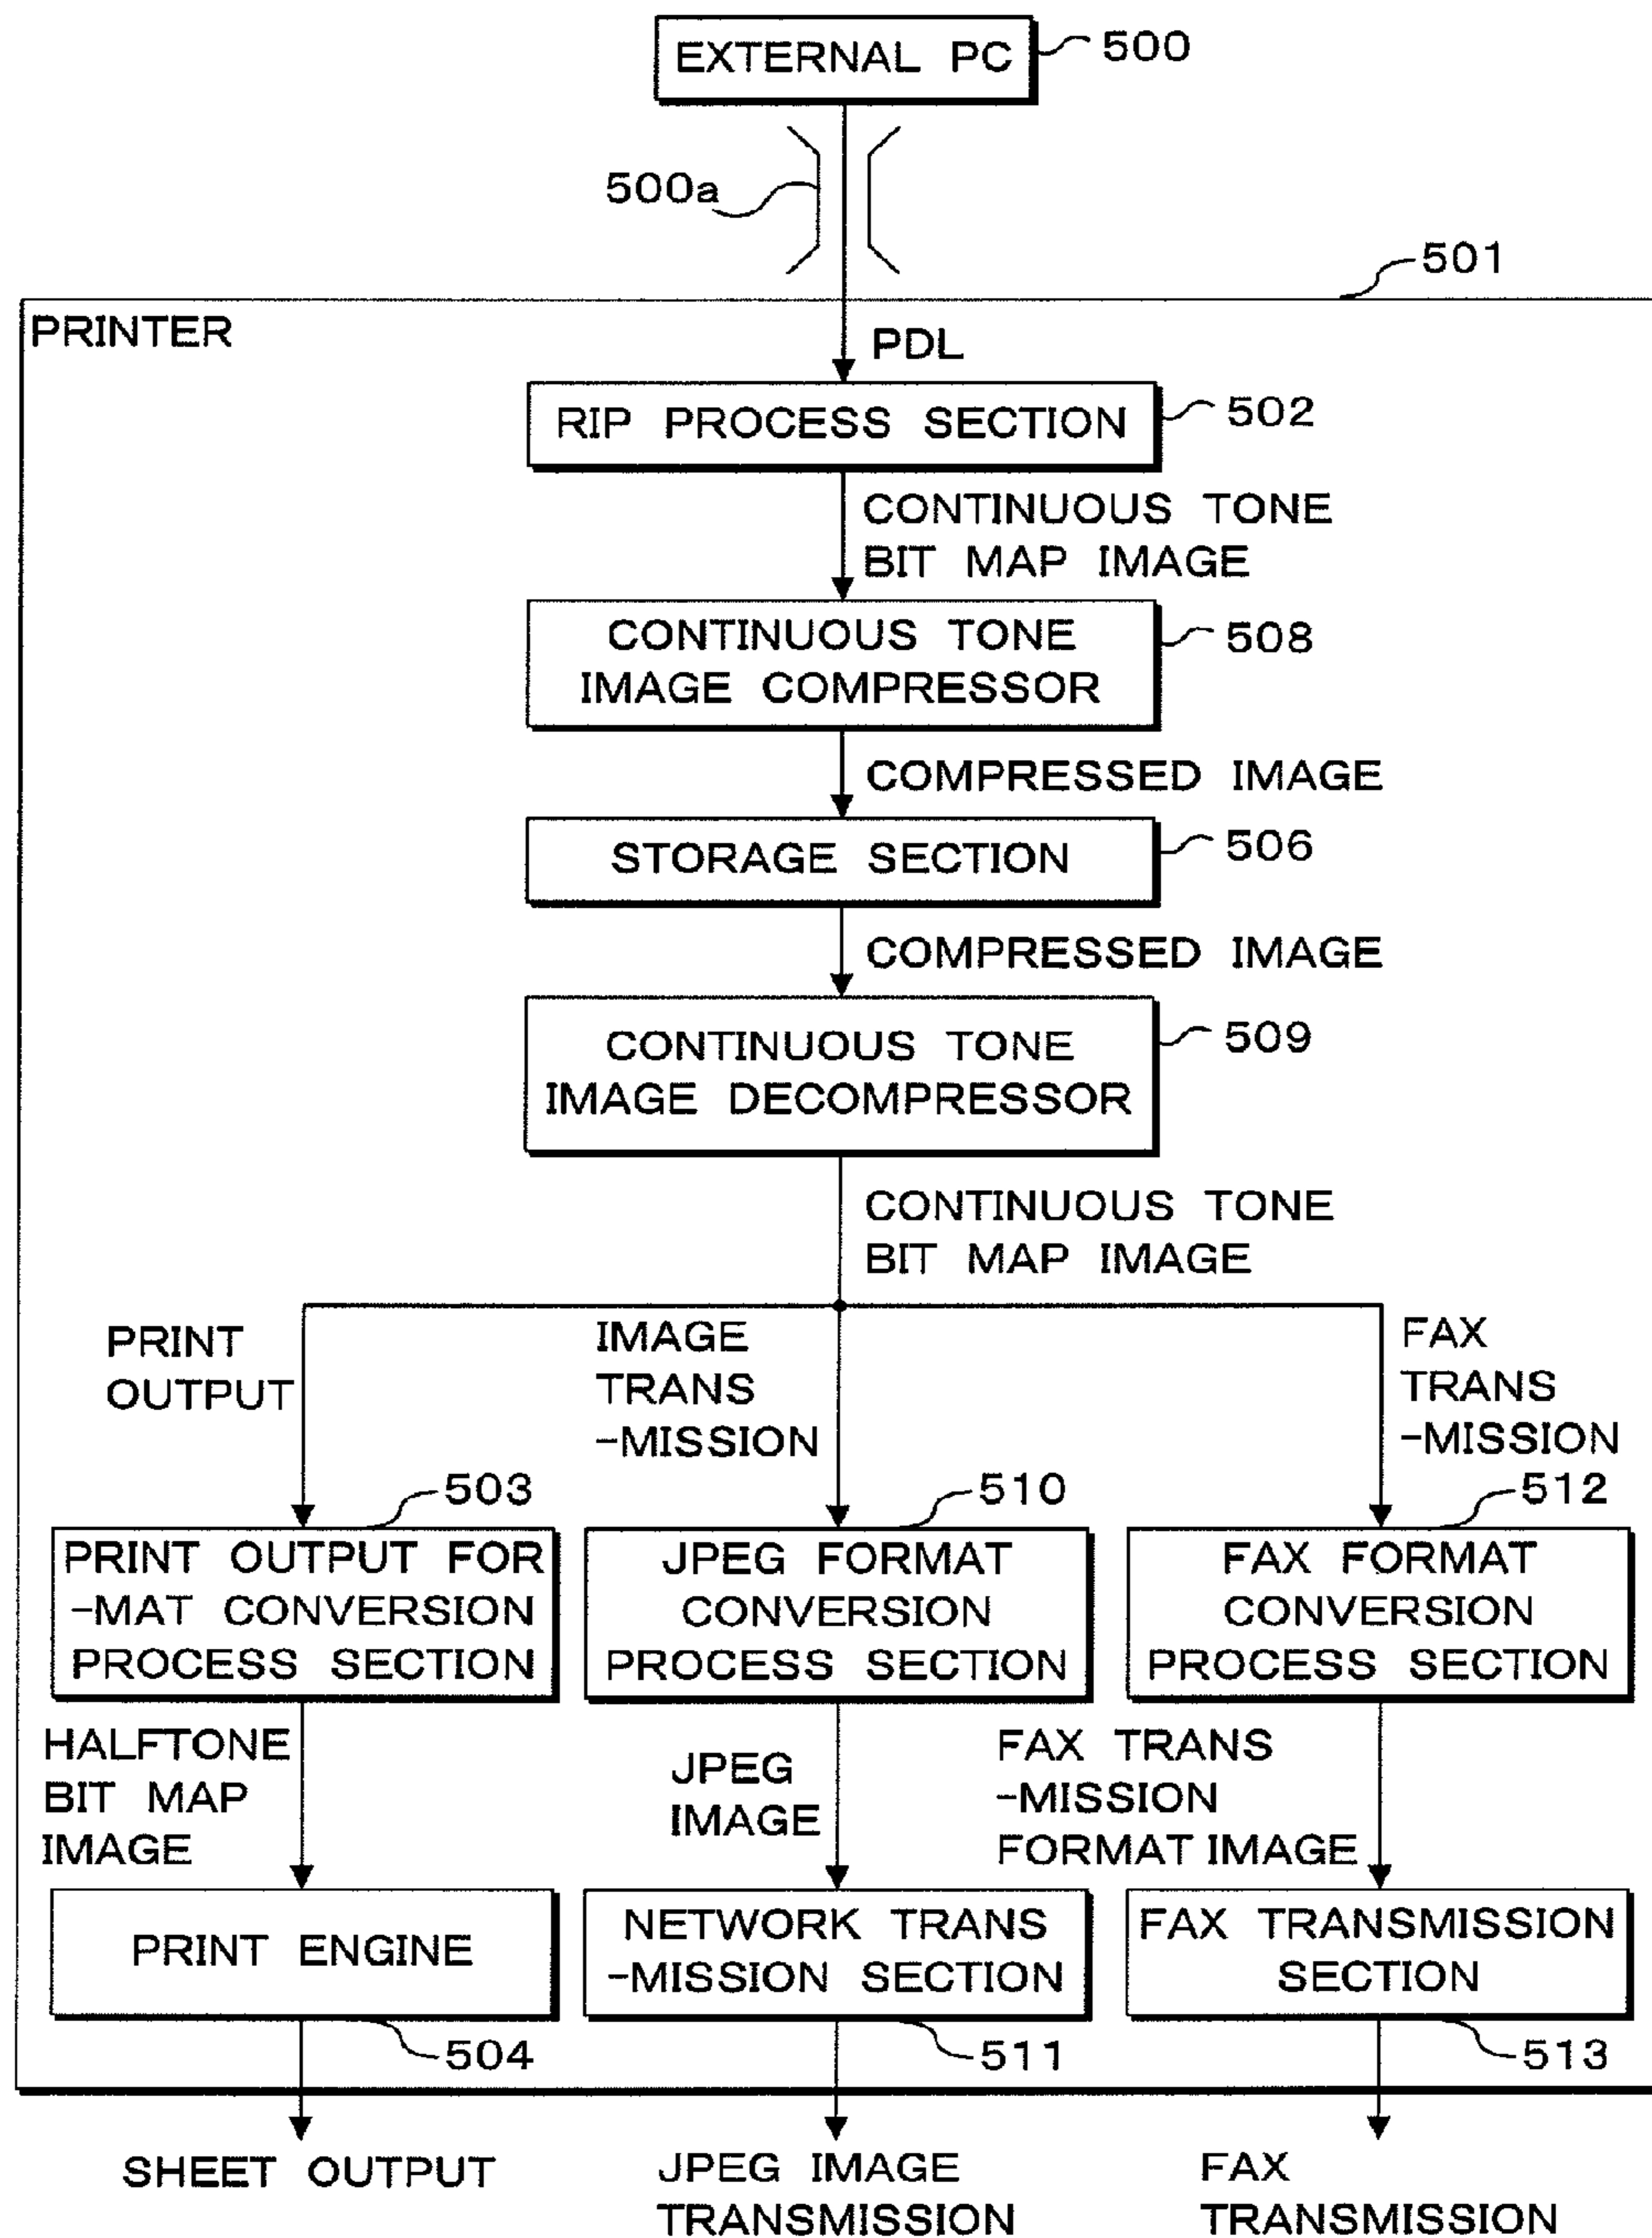 EXTERNAL PC
500
500a
501
PRINTER
PDL
RIP PROCESS SECTION
502
CONTINUOUS TONE
BIT MAP IMAGE
CONTINUOUS TONE
IMAGE COMPRESSOR
508
COMPRESSED IMAGE
STORAGE SECTION
506
COMPRESSED IMAGE
CONTINUOUS TONE
IMAGE DECOMPRESSOR
509
CONTINUOUS TONE
BIT MAP IMAGE
PRINT
OUTPUT
IMAGE
TRANS
-MISSION
FAX
TRANS
-MISSION
503
PRINT OUTPUT FOR
-MAT CONVERSION
PROCESS SECTION
510
JPEG FORMAT
CONVERSION
PROCESS SECTION
512
FAX FORMAT
CONVERSION
PROCESS SECTION
HALFTONE
BIT MAP
IMAGE
JPEG
IMAGE
FAX TRANS
-MISSION
FORMAT IMAGE
PRINT ENGINE
504
NETWORK TRANS
-MISSION SECTION
511
FAX TRANSMISSION
SECTION
513
SHEET OUTPUT
JPEG IMAGE
TRANSMISSION
FAX
TRANSMISSION